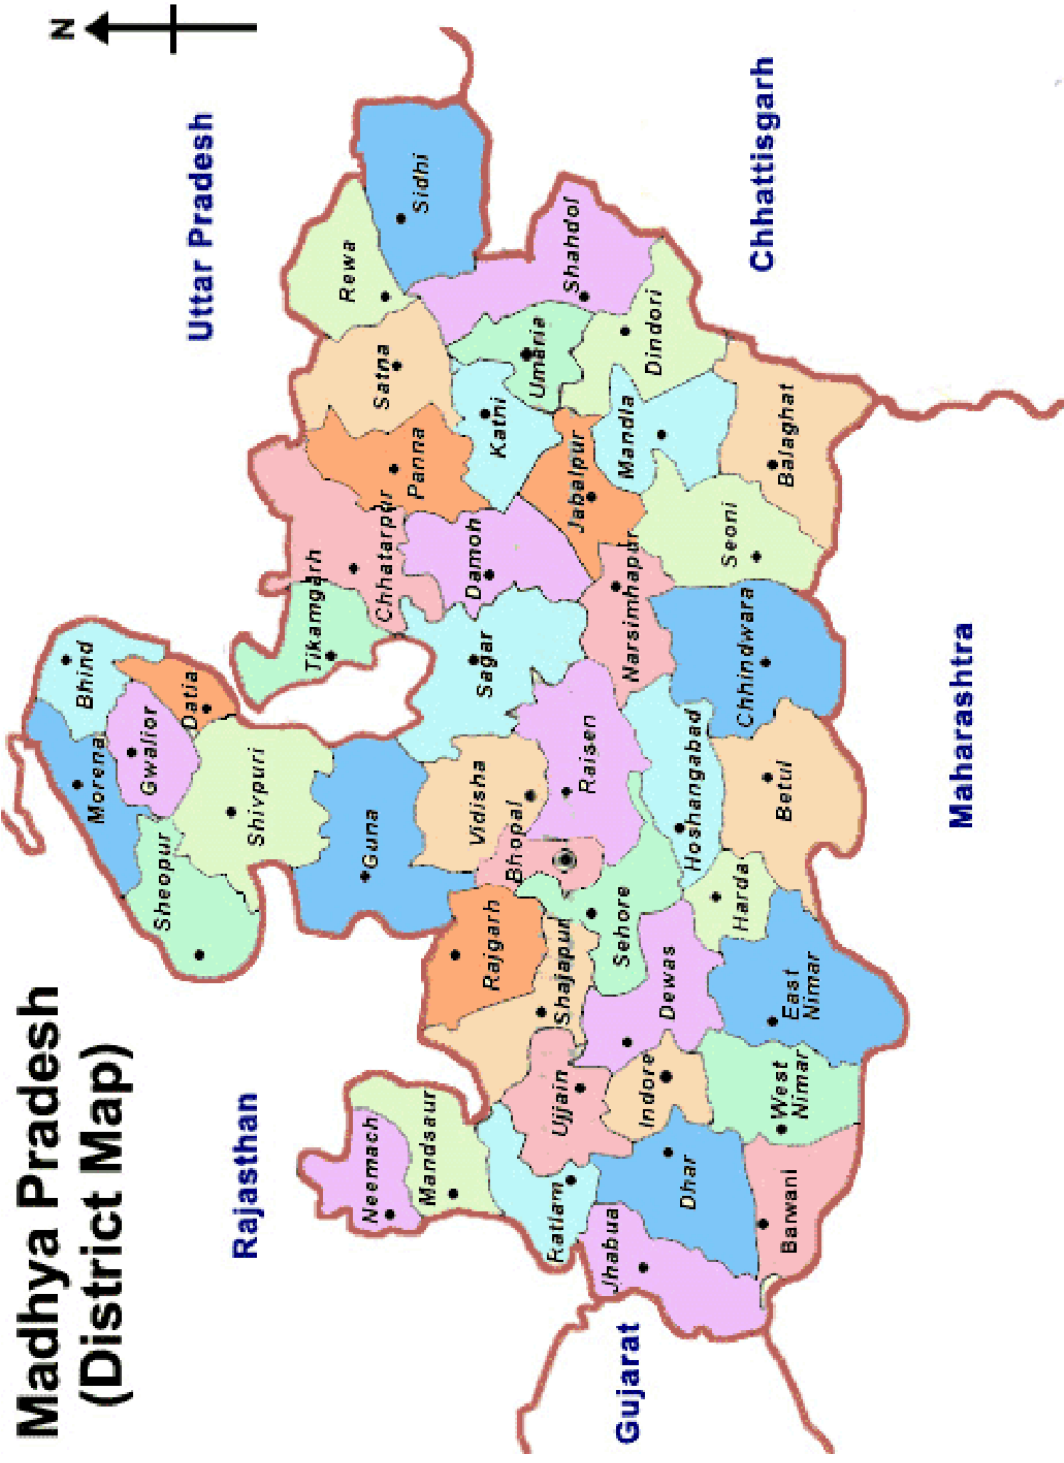 Madhya Pradesh
(District Map)
N
Uttar Pradesh
Rajasthan
Gujarat
Maharashtra
Chhattisgarh
Bhind
Morena
Gwalior
Datia
Sheopur
Shivpuri
Tikamgarh
Chhatarpur
Rewa
Sidhi
Satna
Panna
Guna
Neemach
Mandsaur
Rajgarh
Vidisha
Sagar
Damoh
Kathi
Umaria
Shahdol
Ratlam
Ujjain
Shajapur
Bhopal
Raisen
Jabalpur
Dindori
Jhabua
Indore
Dewas
Sehore
Hoshangabad
Narsimhapur
Mandla
Dhar
Harda
Seoni
Balaghat
Barwani
West
Nimar
East
Nimar
Betul
Chhindwara